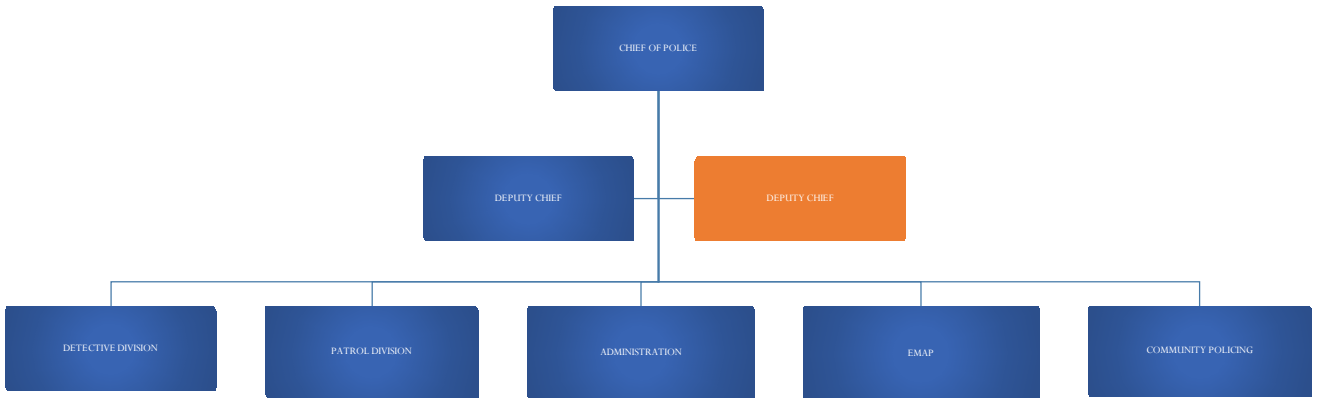 CHIEF OF POLICE
DEPUTY CHIEF
DEPUTY CHIEF
DETECTIVE DIVISION
PATROL DIVISION
ADMINISTRATION
EMAP
COMMUNITY POLICING